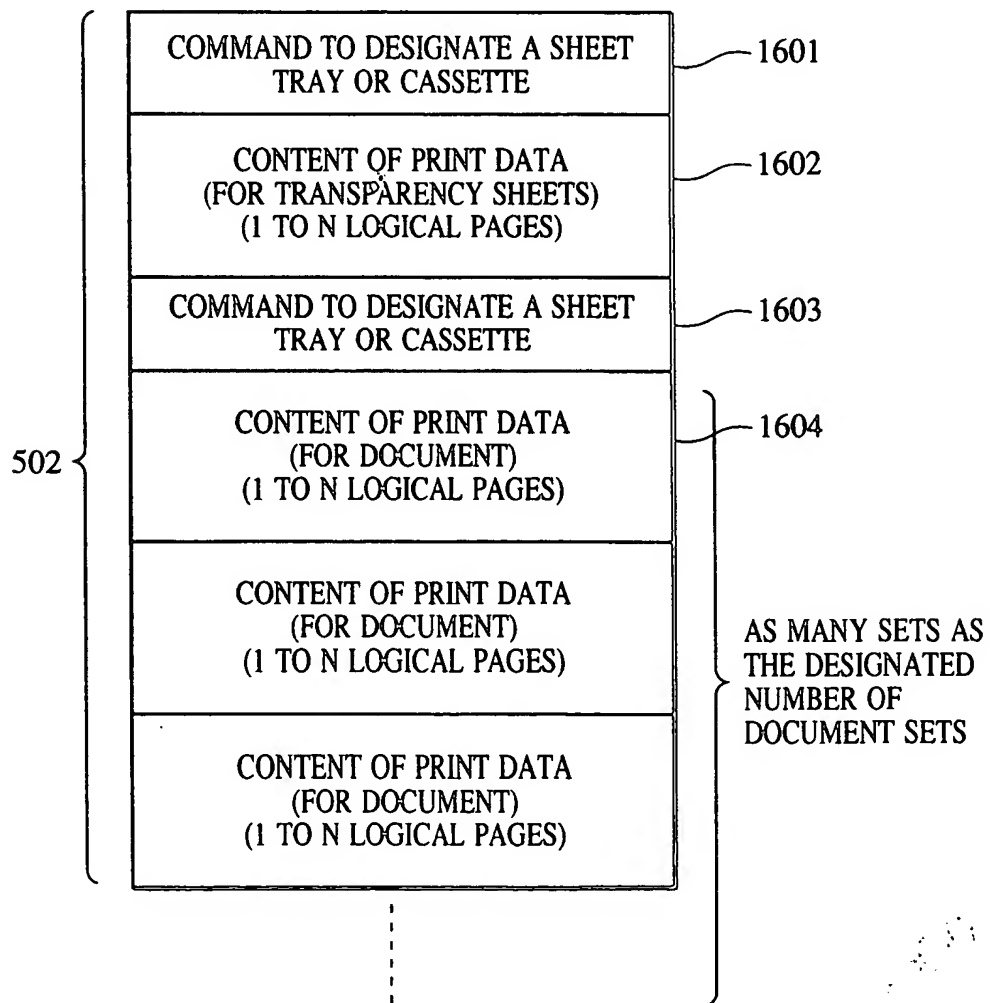 COMMAND TO DESIGNATE A SHEET
TRAY OR CASSETTE
1601
CONTENT OF PRINT DATA
(FOR TRANSPARENCY SHEETS)
(1 TO N LOGICAL PAGES)
1602
COMMAND TO DESIGNATE A SHEET
TRAY OR CASSETTE
1603
CONTENT OF PRINT DATA
(FOR DOCUMENT)
(1 TO N LOGICAL PAGES)
1604
502
CONTENT OF PRINT DATA
(FOR DOCUMENT)
(1 TO N LOGICAL PAGES)
AS MANY SETS AS
THE DESIGNATED
NUMBER OF
DOCUMENT SETS
CONTENT OF PRINT DATA
(FOR DOCUMENT)
(1 TO N LOGICAL PAGES)